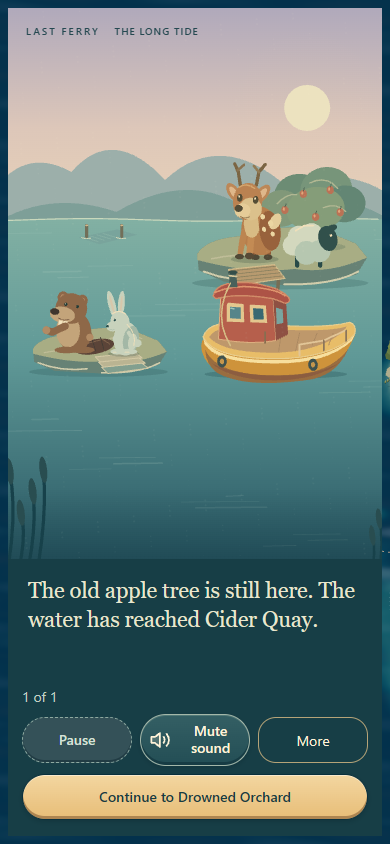 LAST FERRY THE LONG TIDE
The old apple tree is still here. The
water has reached Cider Quay.
1 of 1
Pause
Mute
sound
More
Continue to Drowned Orchard